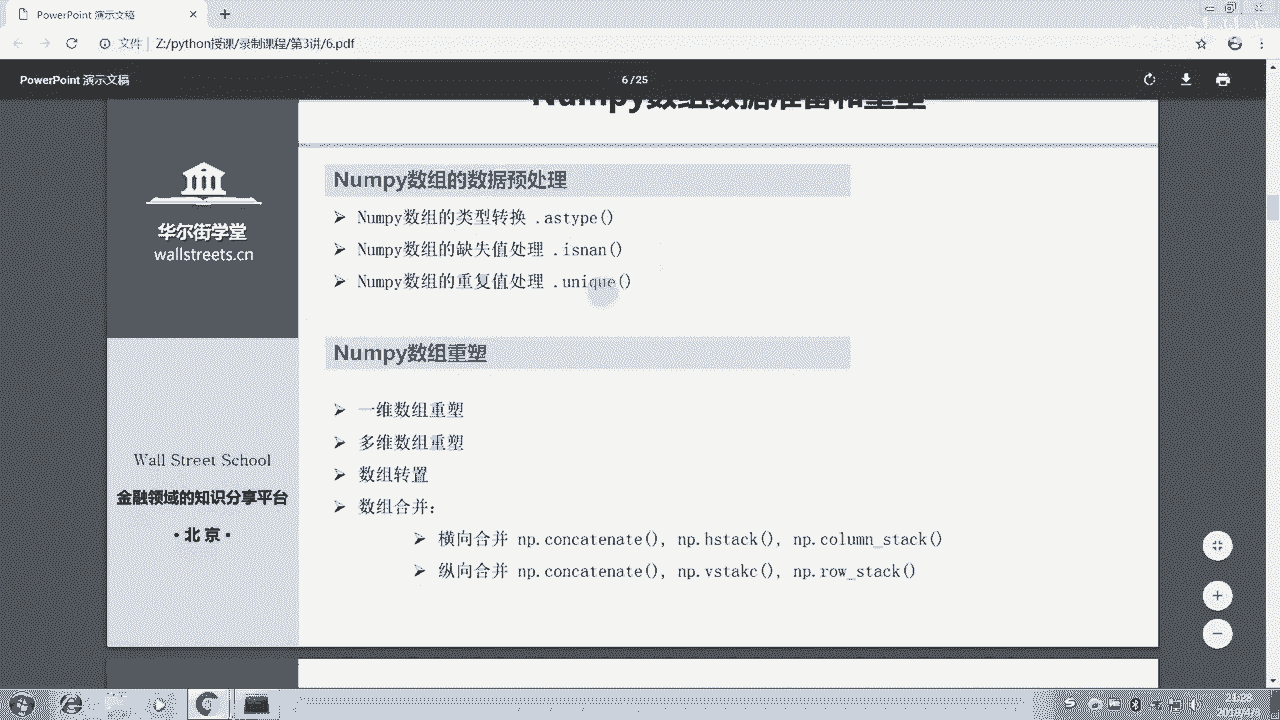 PowerPoint 演示文稿
文件 Z:/python授课/录制课程/第3讲/6.pdf
PowerPoint 演示文稿
6 / 25
Numpy数组数据准备和重塑
华尔街学堂
wallstreets.cn
Wall Street School
金融领域的知识分享平台
·北京·
Numpy数组的数据预处理
Numpy数组的类型转换 .astype()
Numpy数组的缺失值处理 .isnan()
Numpy数组的重复值处理 .unique()
Numpy数组重塑
一维数组重塑
多维数组重塑
数组转置
数组合并：
横向合并 np.concatenate(), np.hstack(), np.column_stack()
纵向合并 np.concatenate(), np.vstakc(), np.row_stack()